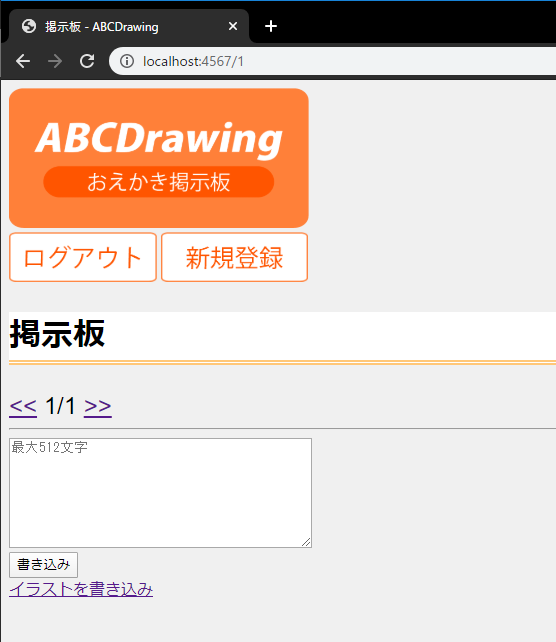 掲示板 - ABCDrawing
localhost:4567/1
ABCDrawing
おえかき掲示板
ログアウト 新規登録
掲示板
<< 1/1 >>
最大512文字
書き込み
イラストを書き込み